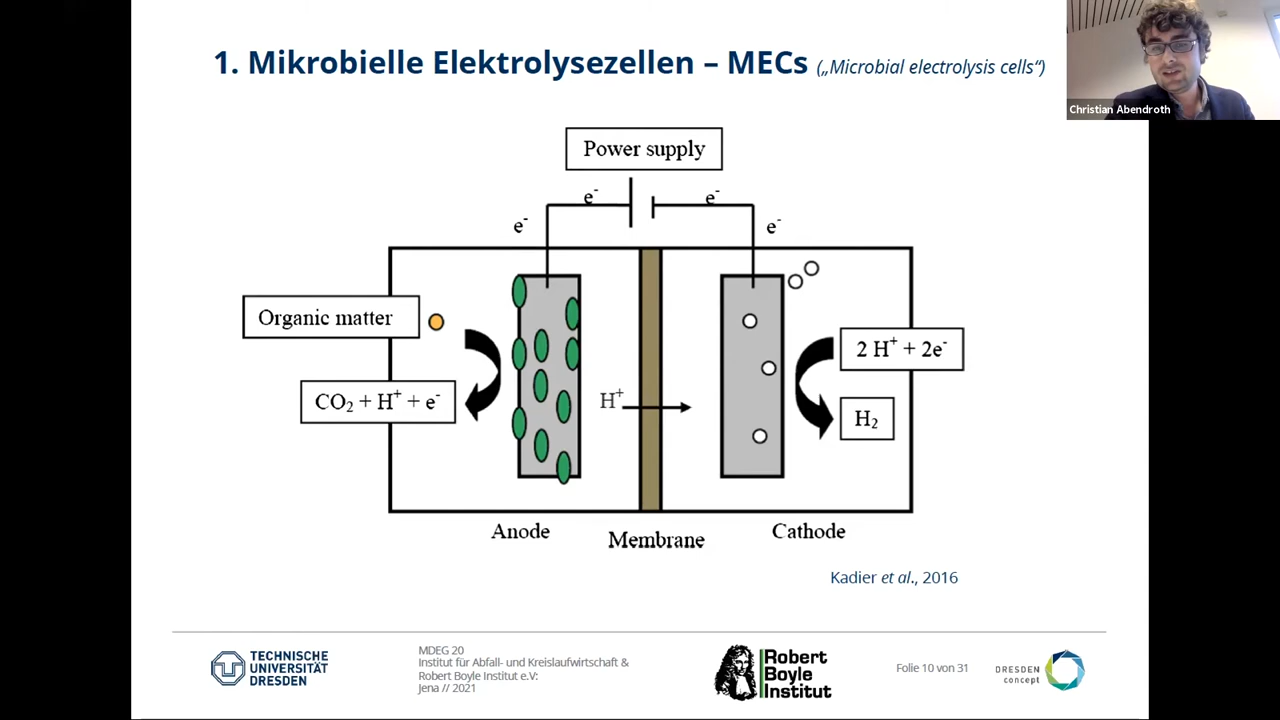 1. Mikrobielle Elektrolysezellen – MECs („Microbial electrolysis cells“)
Christian Abendroth
Power supply
e⁻ e⁻
e⁻ e⁻
Organic matter
CO₂ + H⁺ + e⁻
H⁺
2 H⁺ + 2e⁻
H₂
Anode
Membrane
Cathode
Kadier et al., 2016
TECHNISCHE
UNIVERSITÄT
DRESDEN
MDEG 20
Institut für Abfall- und Kreislaufwirtschaft &
Robert Boyle Institut e.V:
Jena // 2021
Robert
Boyle
Institut
Folie 10 von 31
DRESDEN
concept